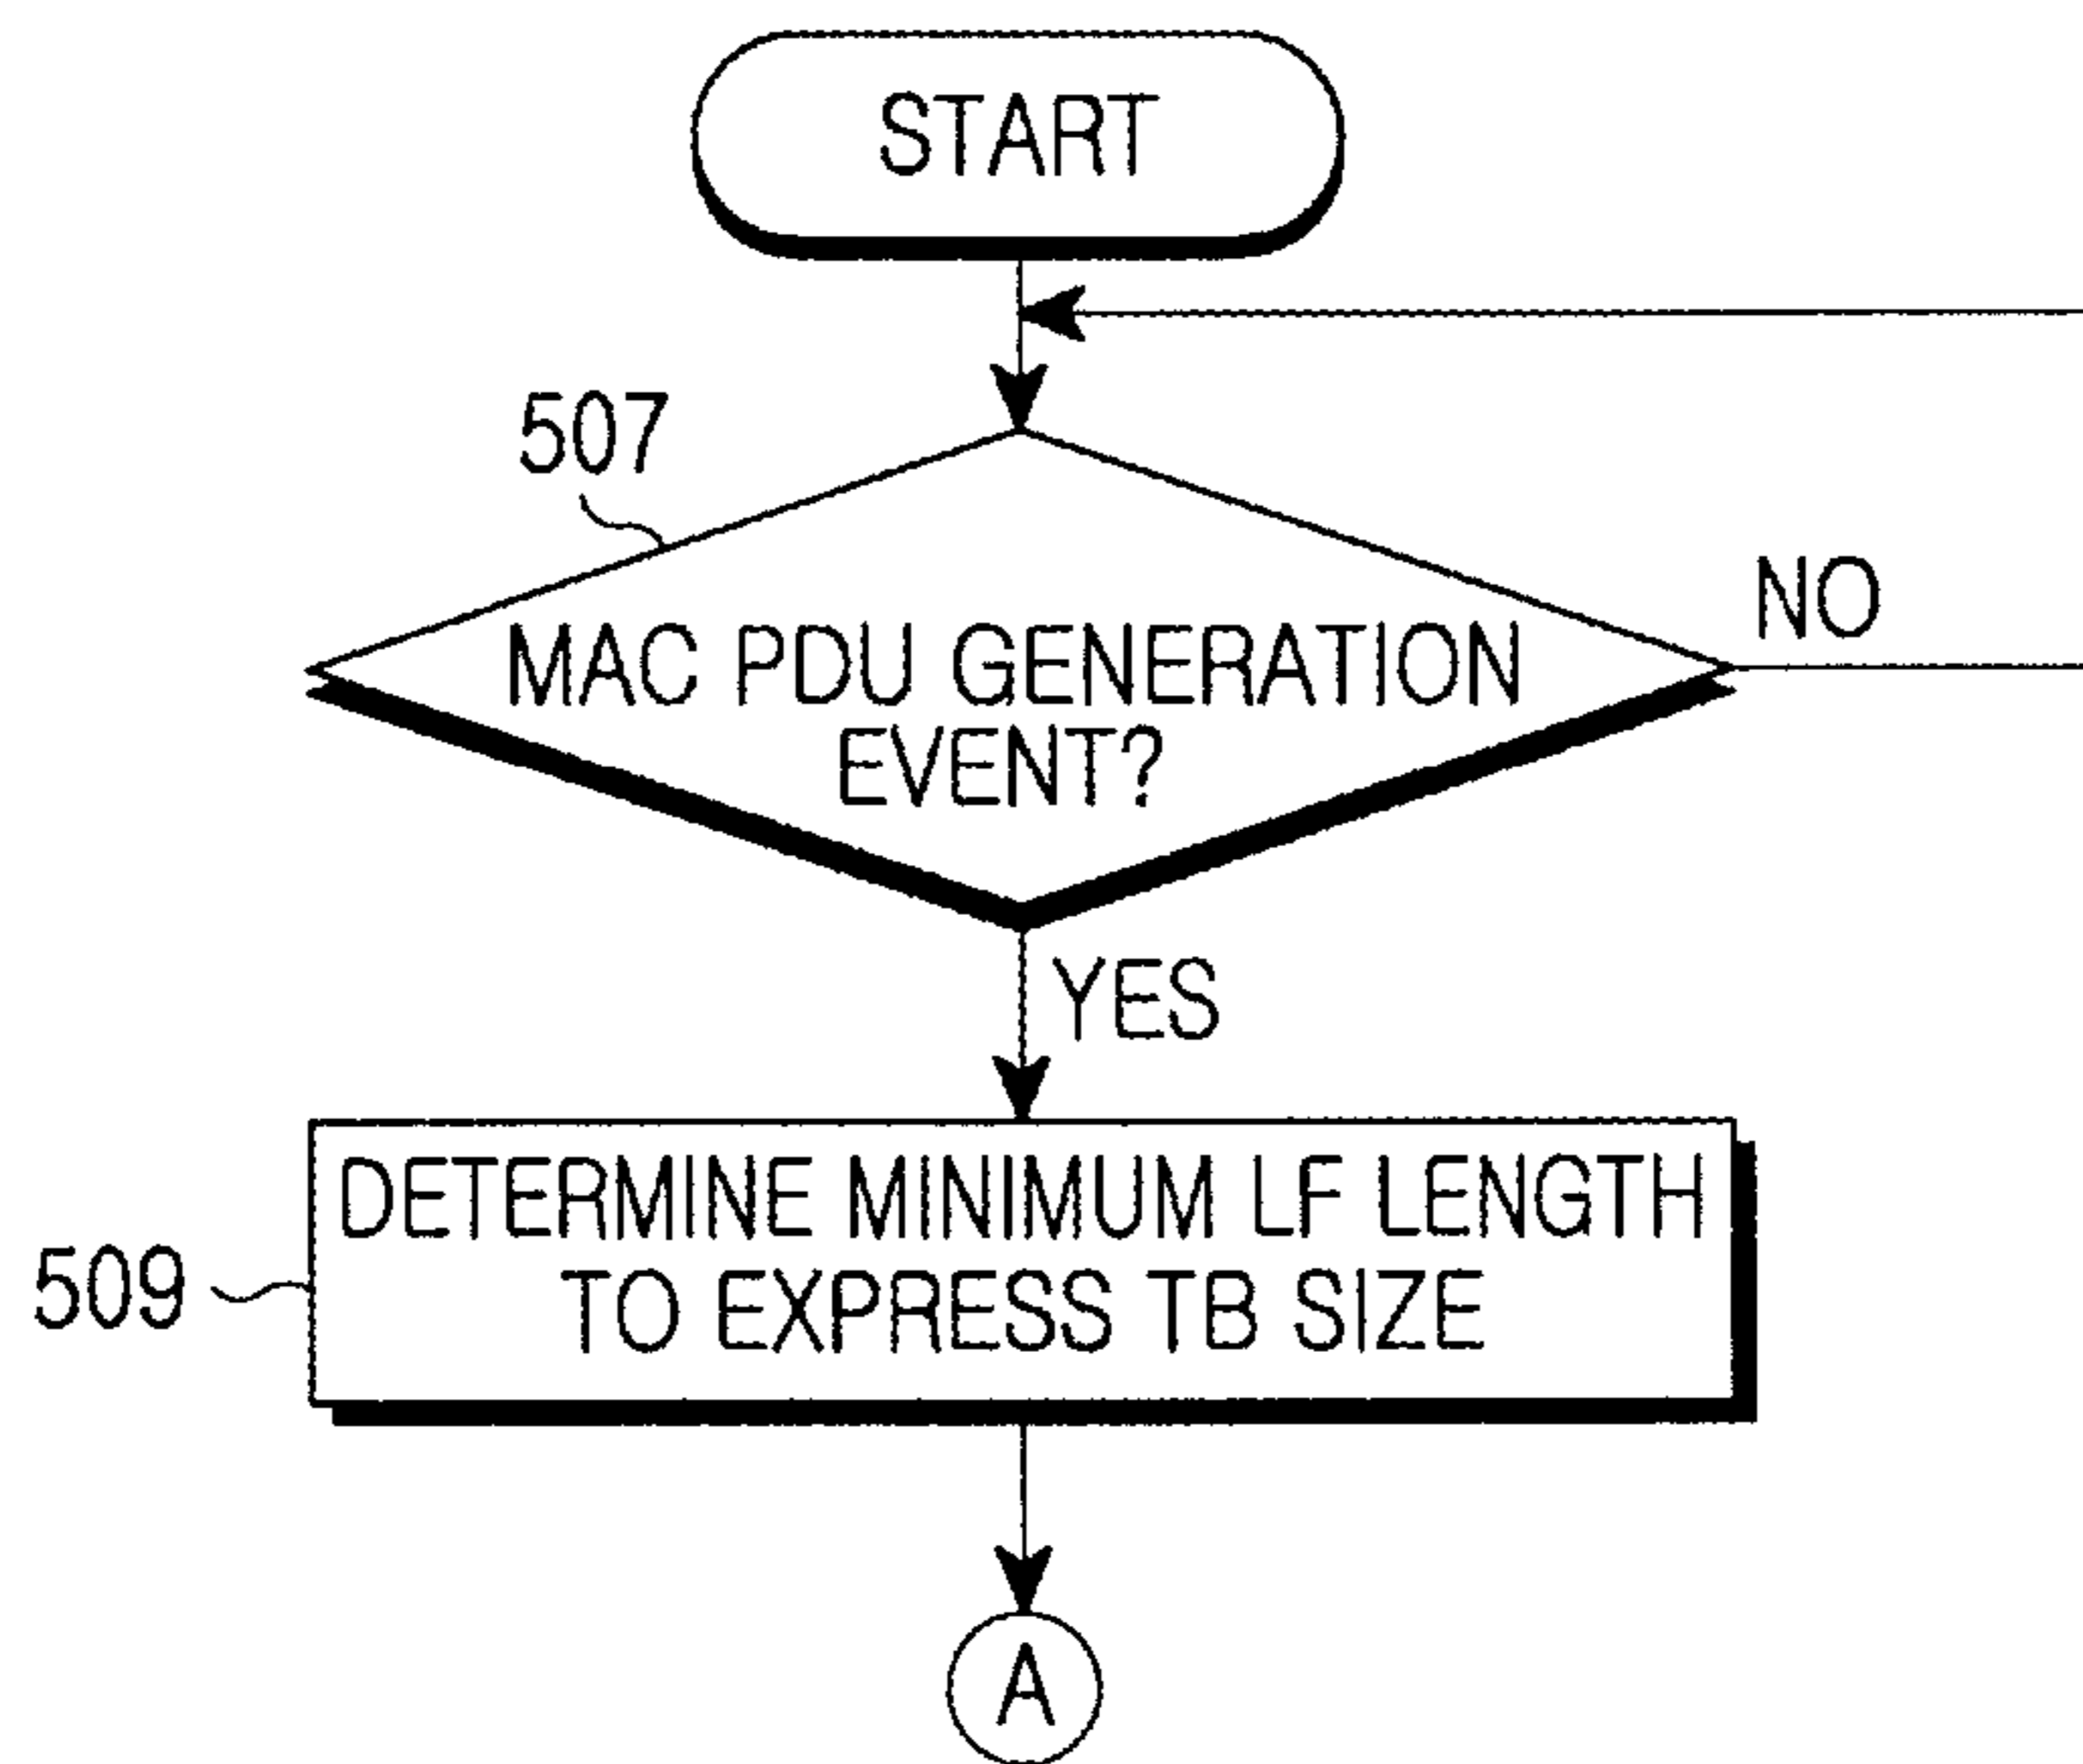 START
507
NO
MAC PDU GENERATION
EVENT?
YES
DETERMINE MINIMUM LF LENGTH
509
TO EXPRESS TB SIZE
A